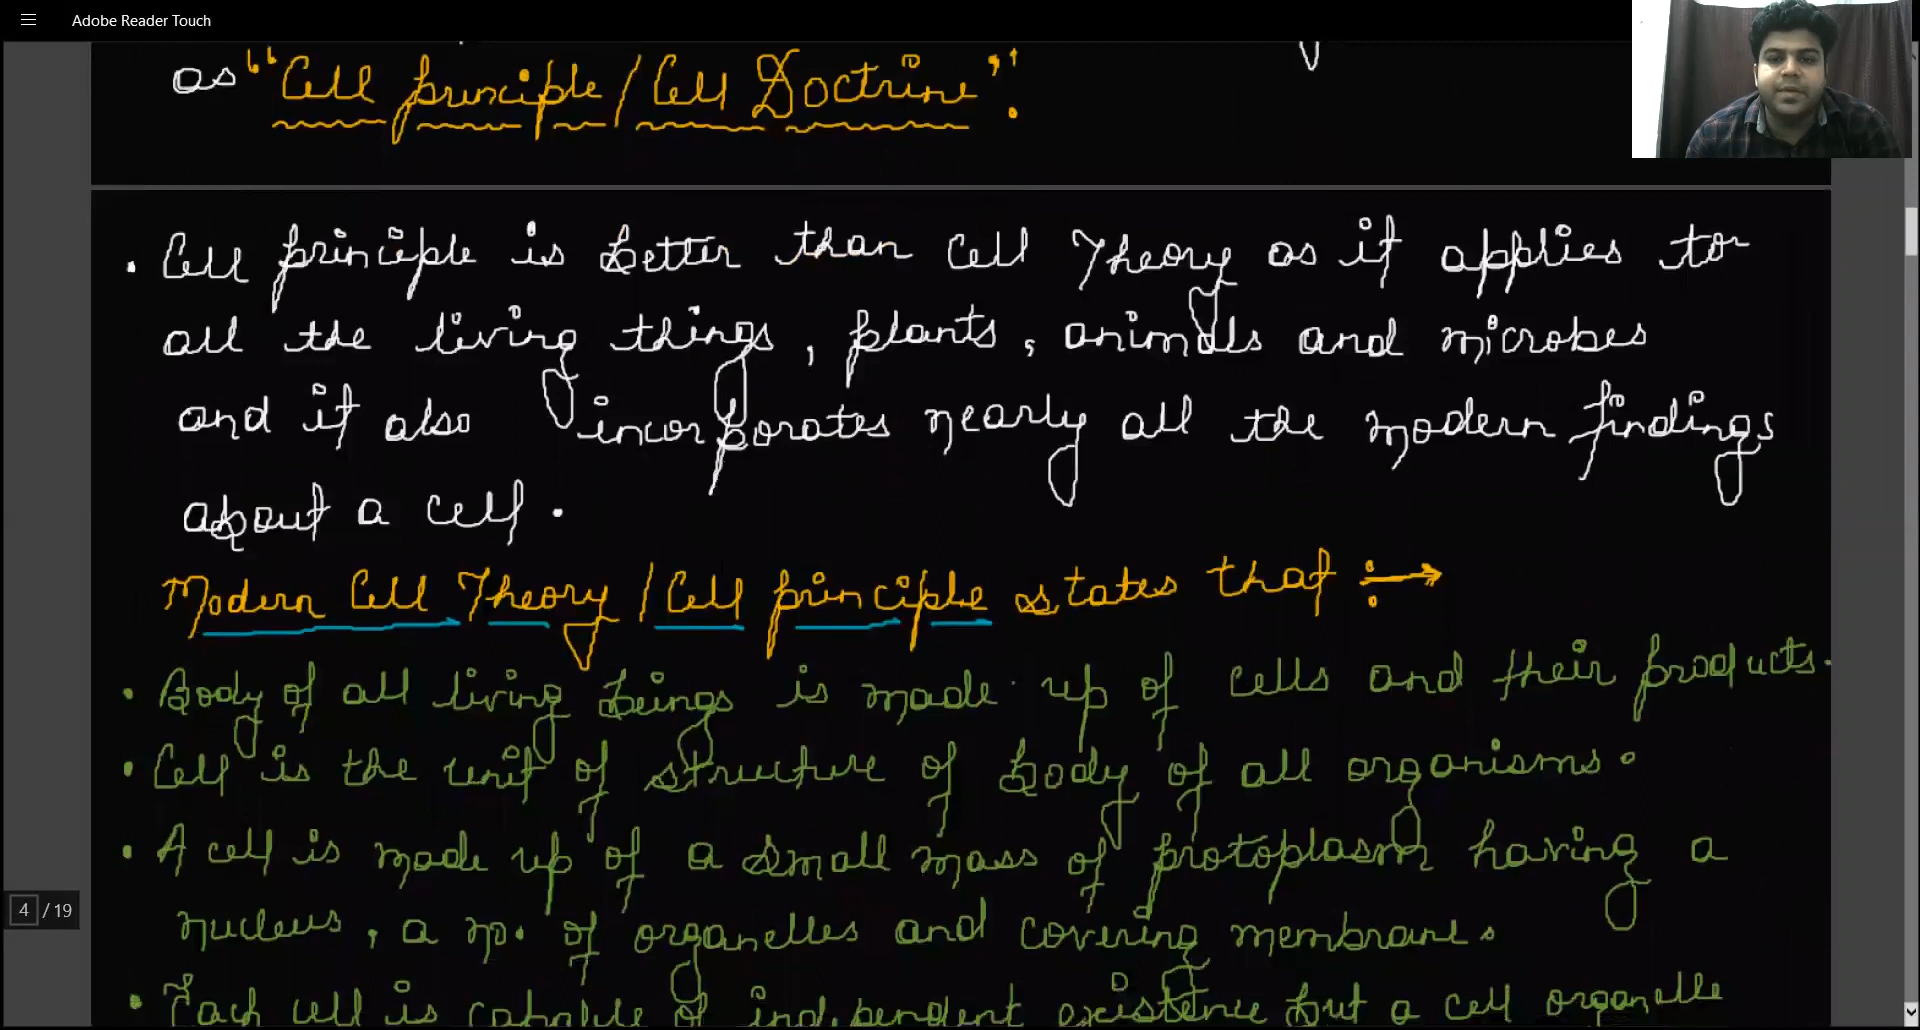 Adobe Reader Touch
as "Cell principle / Cell Doctrine".
• Cell principle is better than Cell Theory as it applies to
all the living things, plants, animals and microbes
and it also incorporates nearly all the modern findings
about a cell.
Modern Cell Theory / Cell principle states that ÷→
• Body of all living beings is made up of cells and their products.
• Cell is the unit of structure of body of all organisms.
• A cell is made up of a small mass of protoplasm having a
nucleus, a no. of organelles and covering membrane.
4 / 19
• Each cell is capable of independent existence but a cell organelle